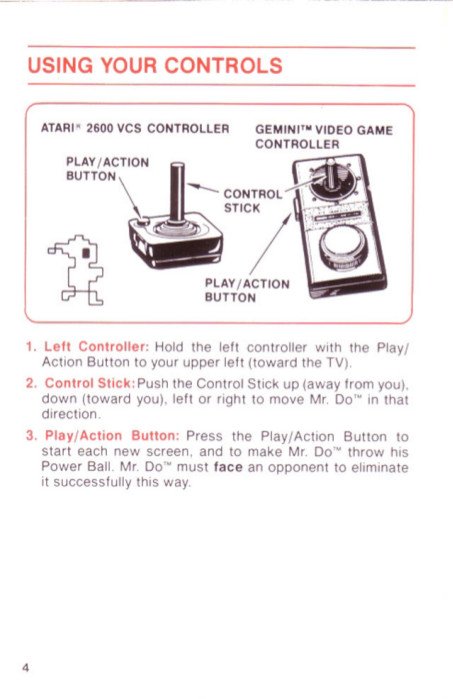 USING YOUR CONTROLS
ATARI® 2600 VCS CONTROLLER
GEMINI™ VIDEO GAME
CONTROLLER
PLAY/ACTION
BUTTON
CONTROL
STICK
PLAY/ACTION
BUTTON
1. Left Controller: Hold the left controller with the Play/
Action Button to your upper left (toward the TV).
2. Control Stick: Push the Control Stick up (away from you),
down (toward you), left or right to move Mr. Do™ in that
direction.
3. Play/Action Button: Press the Play/Action Button to
start each new screen, and to make Mr. Do™ throw his
Power Ball. Mr. Do™ must face an opponent to eliminate
it successfully this way.
4